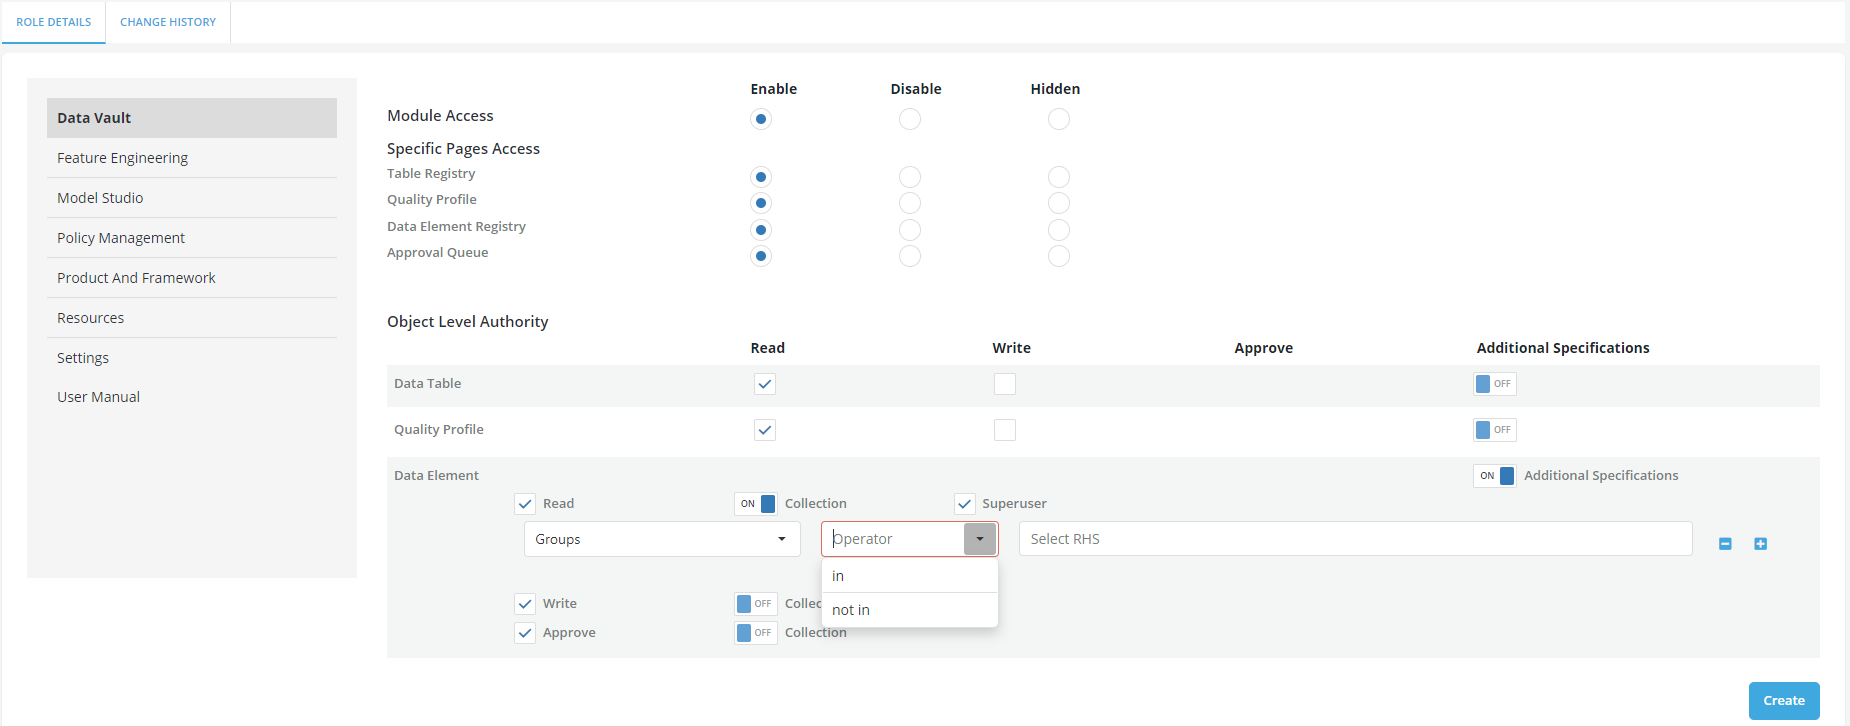 ROLE DETAILS CHANGE HISTORY
Data Vault
Feature Engineering
Model Studio
Policy Management
Product And Framework
Resources
Settings
User Manual
Enable Disable Hidden
Module Access
Specific Pages Access
Table Registry
Quality Profile
Data Element Registry
Approval Queue
Object Level Authority
Read Write Approve Additional Specifications
Data Table OFF
Quality Profile OFF
Data Element ON Additional Specifications
Read ON Collection Superuser
Groups Operator Select RHS
in
not in
Write OFF Collec
Approve OFF Collection
Create